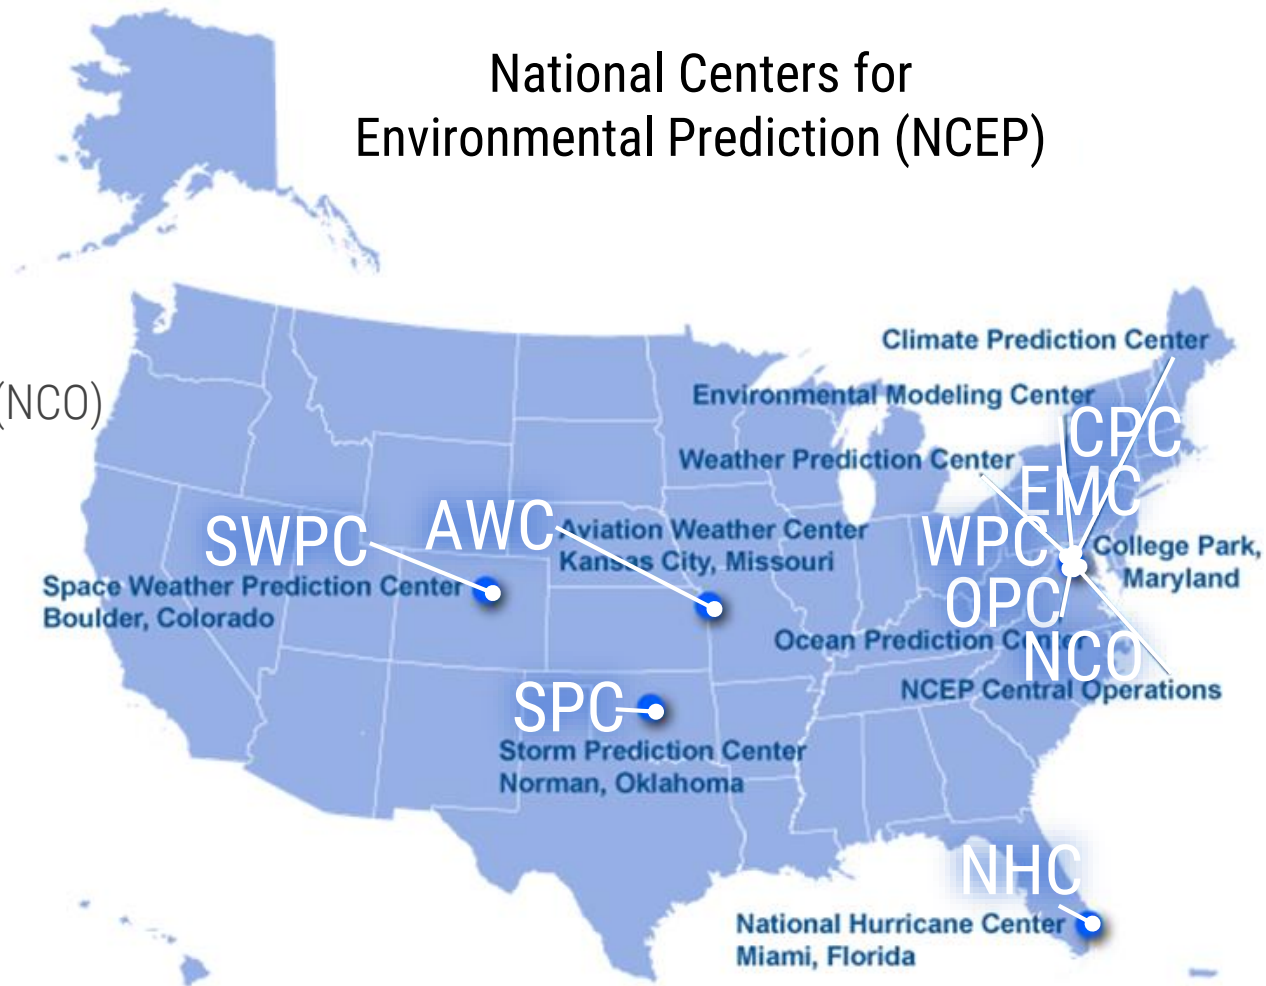 National Centers for
Environmental Prediction (NCEP)
Climate Prediction Center
(NCO)
Environmental Modeling Center
CPC
Weather Prediction Center
EMC
SWPC
AWC
Aviation Weather Center
Kansas City, Missouri
WPC
College Park,
Maryland
Space Weather Prediction Center
Boulder, Colorado
OPC
Ocean Prediction Center
NCO
NCEP Central Operations
SPC
Storm Prediction Center
Norman, Oklahoma
NHC
National Hurricane Center
Miami, Florida